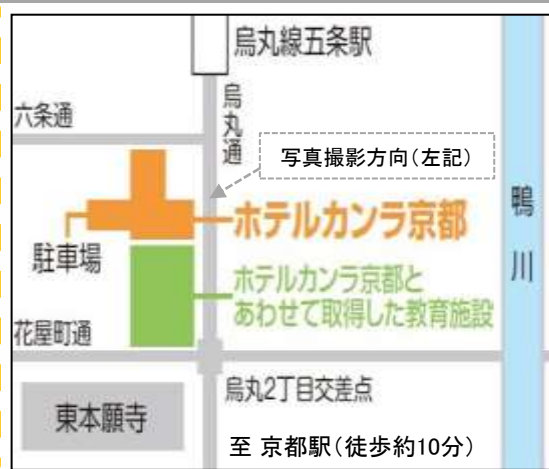 烏丸線五条駅
烏丸通
六条通
写真撮影方向(左記)
ホテルカンラ京都
駐車場
鴨川
ホテルカンラ京都と
あわせて取得した教育施設
花屋町通
烏丸2丁目交差点
東本願寺
至 京都駅(徒歩約10分)